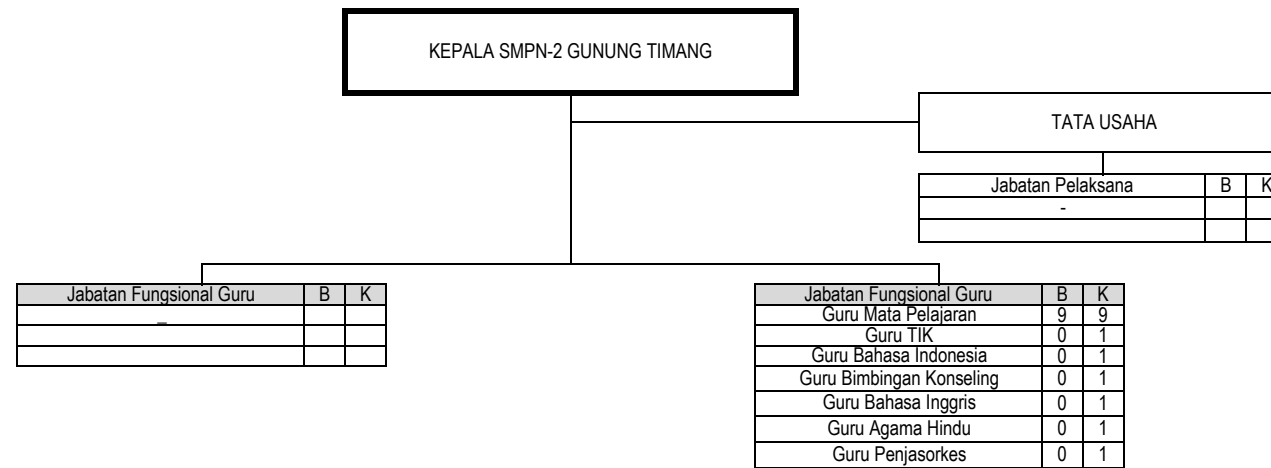 KEPALA SMPN-2 GUNUNG TIMANG
TATA USAHA
Jabatan Pelaksana B K
-
Jabatan Fungsional Guru B K
_
Jabatan Fungsional Guru B K
Guru Mata Pelajaran 9 9
Guru TIK 0 1
Guru Bahasa Indonesia 0 1
Guru Bimbingan Konseling 0 1
Guru Bahasa Inggris 0 1
Guru Agama Hindu 0 1
Guru Penjasorkes 0 1